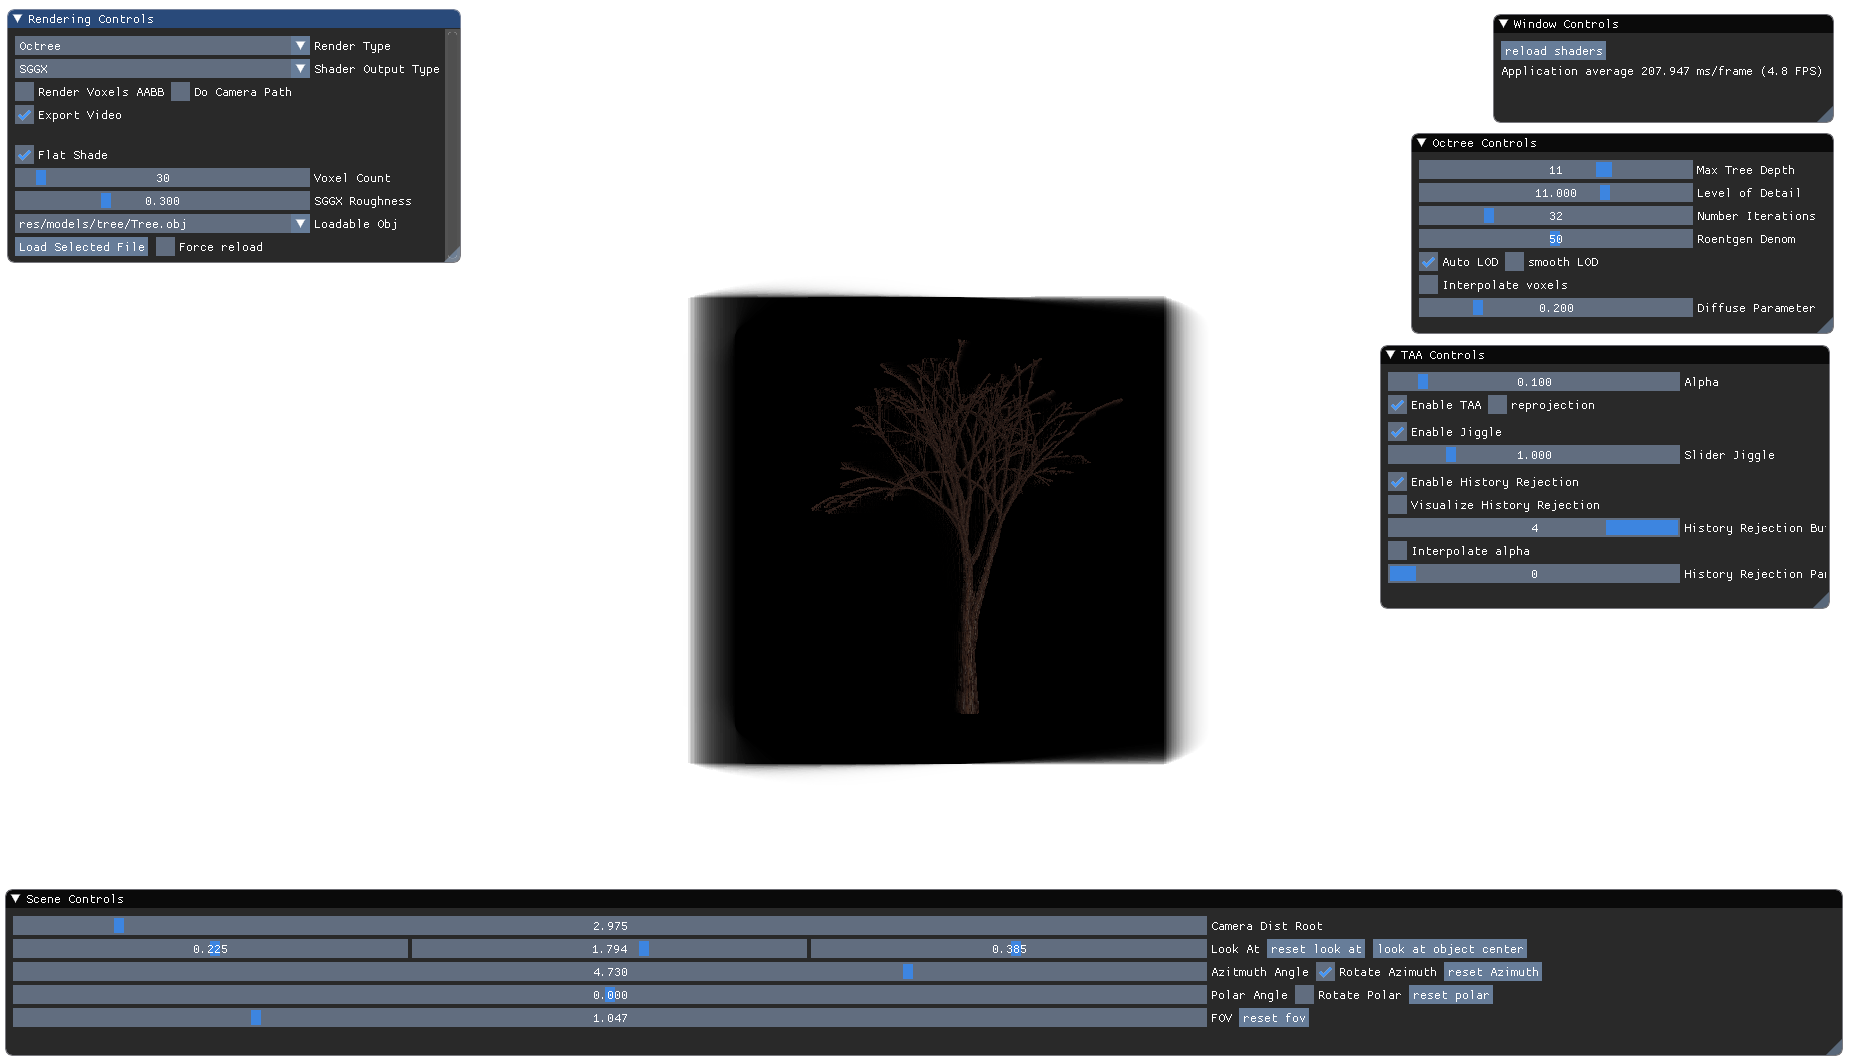 Rendering Controls
Octree Render Type
SGGX Shader Output Type
Render Voxels AABB Do Camera Path
Export Video
Flat Shade
30 Voxel Count
0.300 SGGX Roughness
res/models/tree/Tree.obj Loadable Obj
Load Selected File Force reload
Window Controls
reload shaders
Application average 207.947 ms/frame (4.8 FPS)
Octree Controls
11 Max Tree Depth
11.000 Level of Detail
32 Number Iterations
50 Roentgen Denom
Auto LOD smooth LOD
Interpolate voxels
0.200 Diffuse Parameter
TAA Controls
0.100 Alpha
Enable TAA reprojection
Enable Jiggle
1.000 Slider Jiggle
Enable History Rejection
Visualize History Rejection
4 History Rejection Bu
Interpolate alpha
0 History Rejection Pa
Scene Controls
2.975 Camera Dist Root
0.225 1.794 0.385 Look At reset look at look at object center
4.730 Azitmuth Angle Rotate Azimuth reset Azimuth
0.000 Polar Angle Rotate Polar reset polar
1.047 FOV reset fov